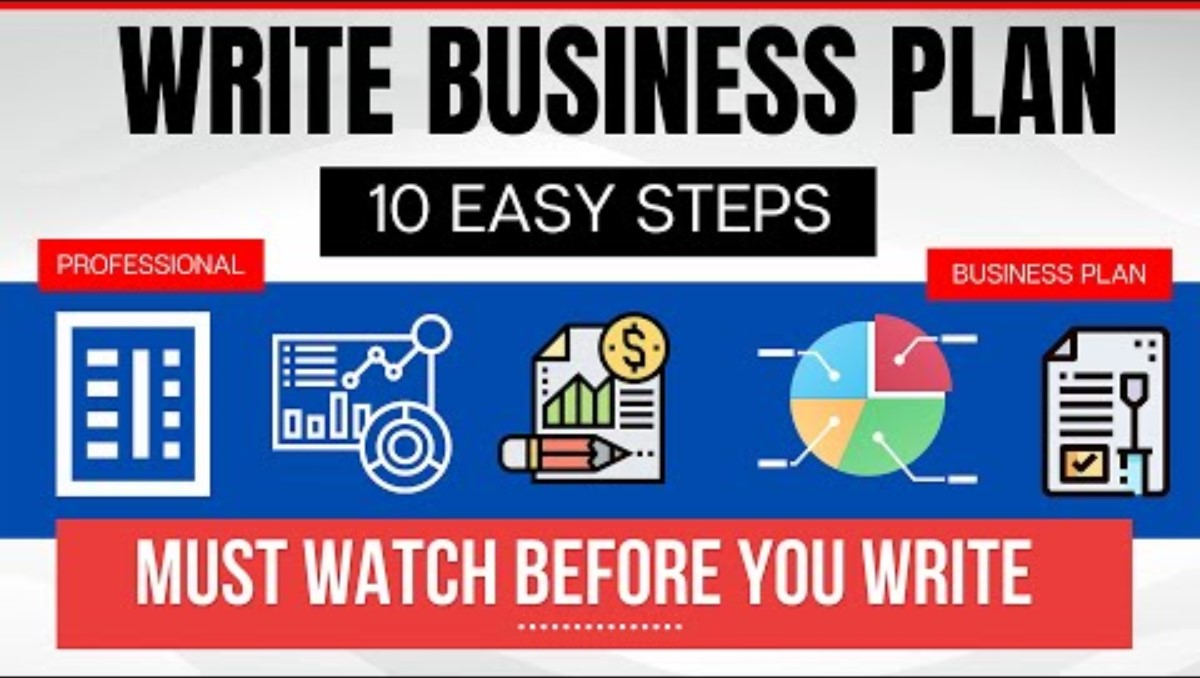 WRITE BUSINESS PLAN
10 EASY STEPS
PROFESSIONAL
BUSINESS PLAN
$
MUST WATCH BEFORE YOU WRITE